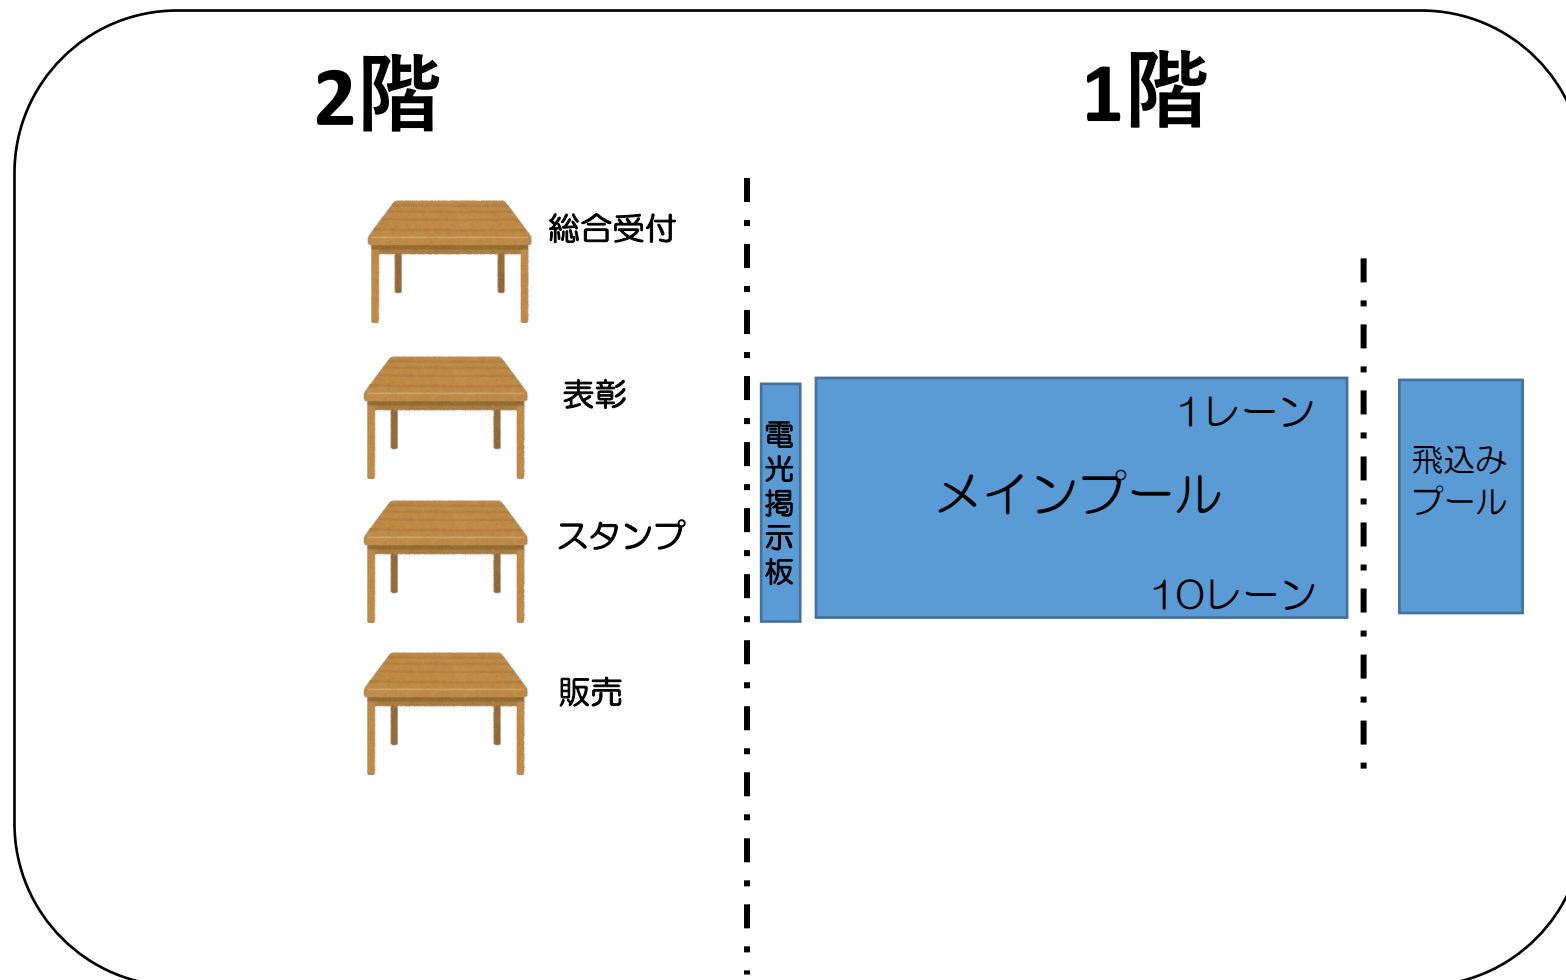 2階
1階
総合受付
表彰
スタンプ
販売
電光掲示板
1レーン
メインプール
10レーン
飛込み
プール